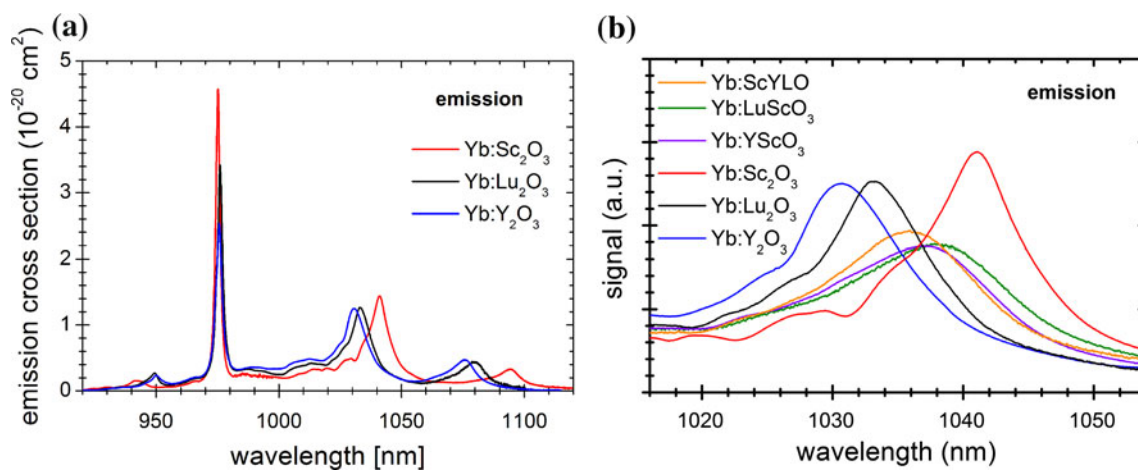 (a)
emission cross section (10⁻²⁰ cm²)
5
4
3
2
1
0
emission
Yb:Sc₂O₃
Yb:Lu₂O₃
Yb:Y₂O₃
950 1000 1050 1100
wavelength [nm]
(b)
signal (a.u.)
Yb:ScYLO
Yb:LuScO₃
Yb:YScO₃
Yb:Sc₂O₃
Yb:Lu₂O₃
Yb:Y₂O₃
emission
1020 1030 1040 1050
wavelength (nm)